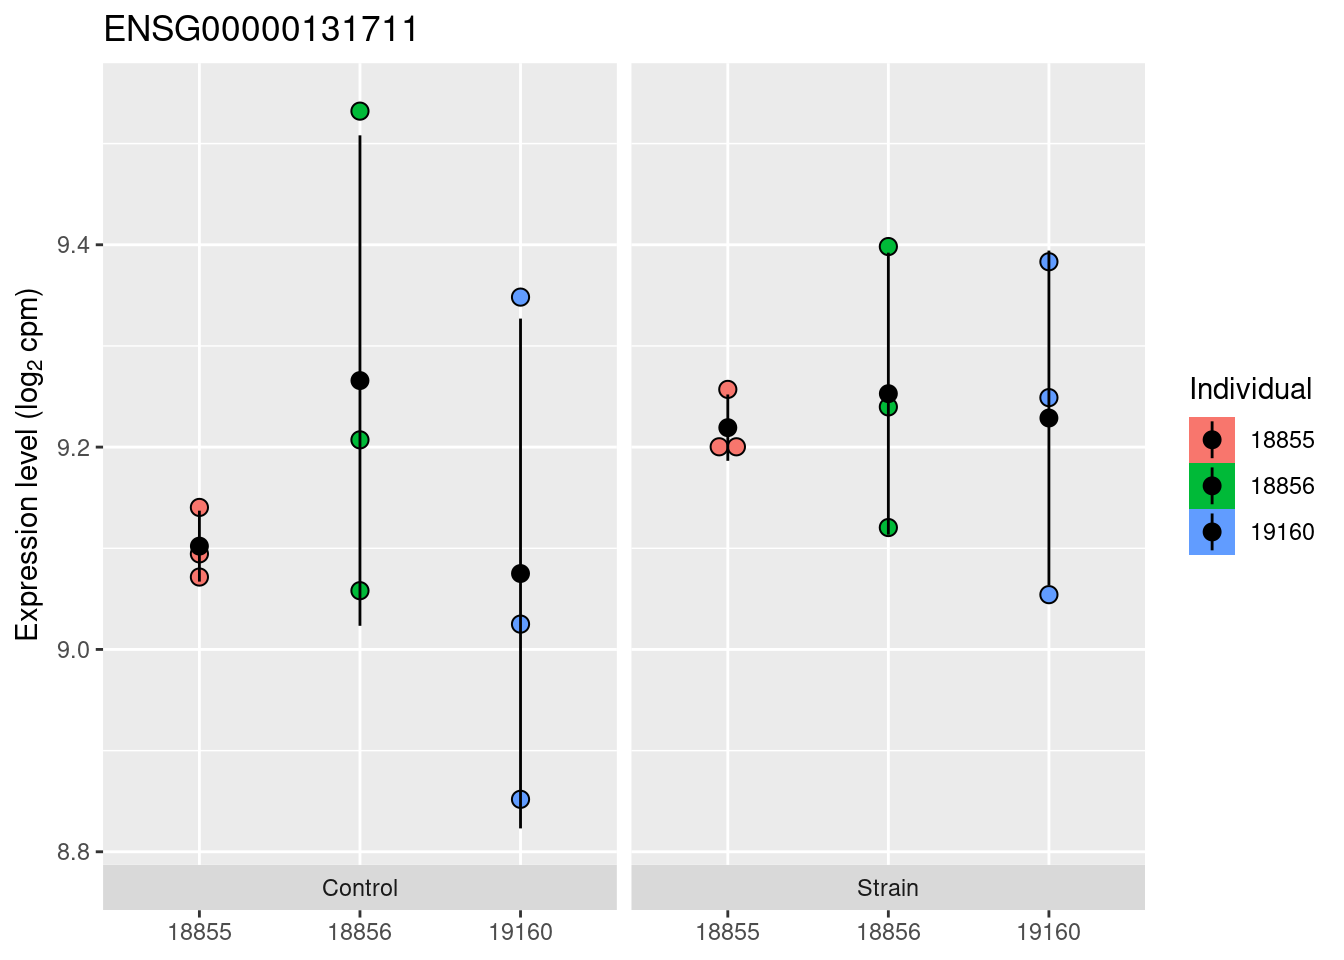 ENSG00000131711
Expression level (log₂ cpm)
9.4
9.2
9.0
8.8
Control
Strain
18855
18856
19160
18855
18856
19160
Individual
18855
18856
19160